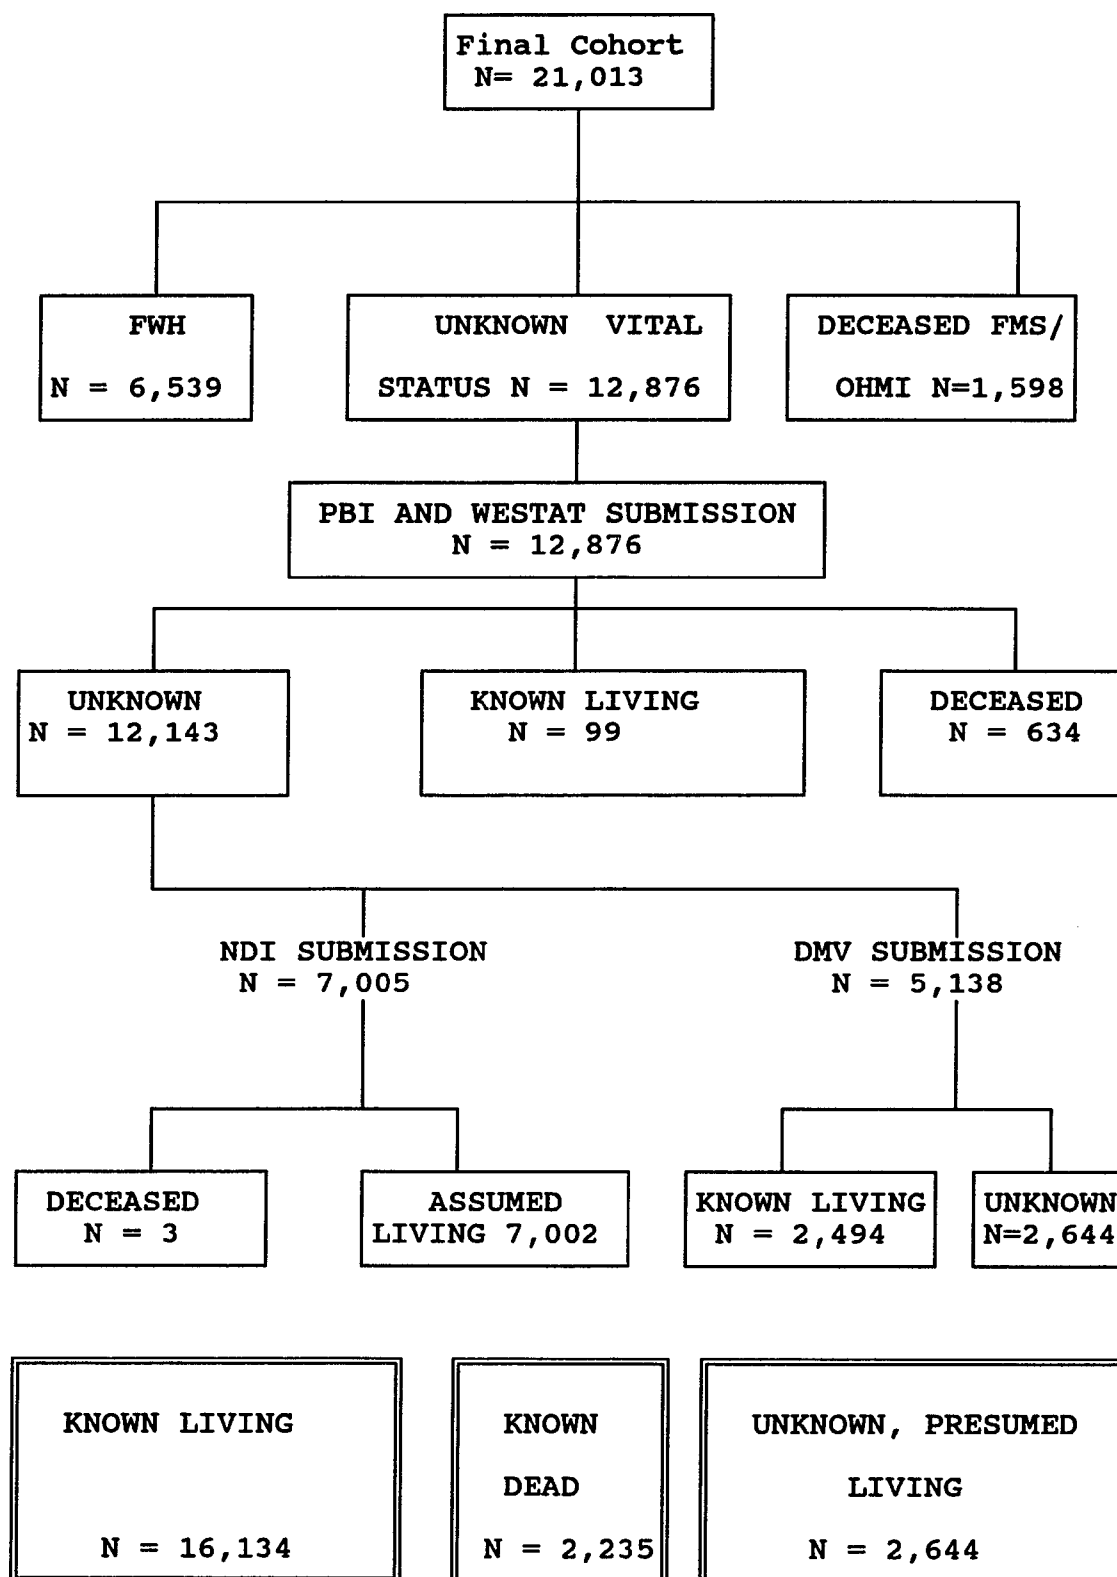 Final Cohort
N= 21,013
FWH
N = 6,539
UNKNOWN VITAL
STATUS N = 12,876
DECEASED FMS/
OHMI N=1,598
PBI AND WESTAT SUBMISSION
N = 12,876
UNKNOWN
N = 12,143
KNOWN LIVING
N = 99
DECEASED
N = 634
NDI SUBMISSION
N = 7,005
DMV SUBMISSION
N = 5,138
DECEASED
N = 3
ASSUMED
LIVING 7,002
KNOWN LIVING
N = 2,494
UNKNOWN
N=2,644
KNOWN LIVING
N = 16,134
KNOWN
DEAD
N = 2,235
UNKNOWN, PRESUMED
LIVING
N = 2,644